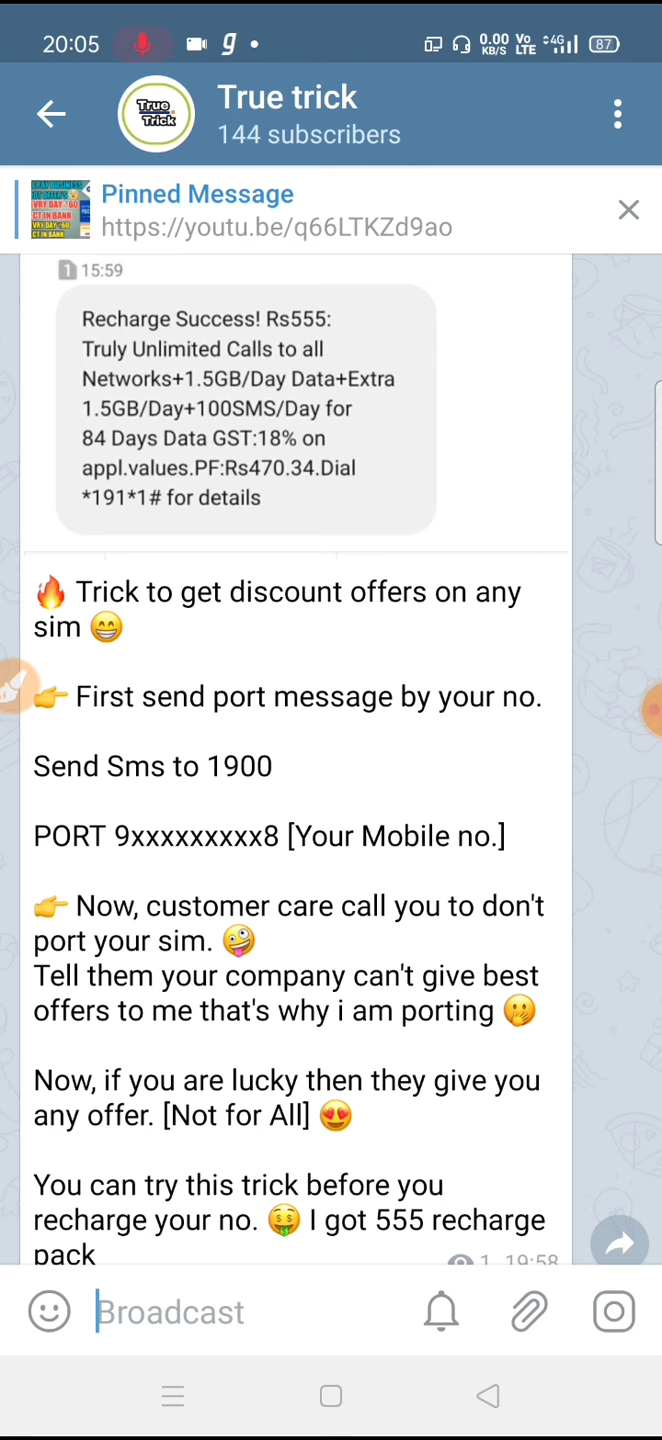 20:05
g
0.00 KB/S
Vo LTE
4G
87
True Trick
True trick
144 subscribers
Pinned Message
https://youtu.be/q66LTKZd9ao
1 15:59
Recharge Success! Rs555:
Truly Unlimited Calls to all
Networks+1.5GB/Day Data+Extra
1.5GB/Day+100SMS/Day for
84 Days Data GST:18% on
appl.values.PF:Rs470.34.Dial
*191*1# for details
🔥 Trick to get discount offers on any
sim 😁
👉 First send port message by your no.
Send Sms to 1900
PORT 9xxxxxxxxx8 [Your Mobile no.]
👉 Now, customer care call you to don't
port your sim. 🤪
Tell them your company can't give best
offers to me that's why i am porting 🤭
Now, if you are lucky then they give you
any offer. [Not for All] 😍
You can try this trick before you
recharge your no. 🤑 I got 555 recharge
pack
1 19:58
Broadcast